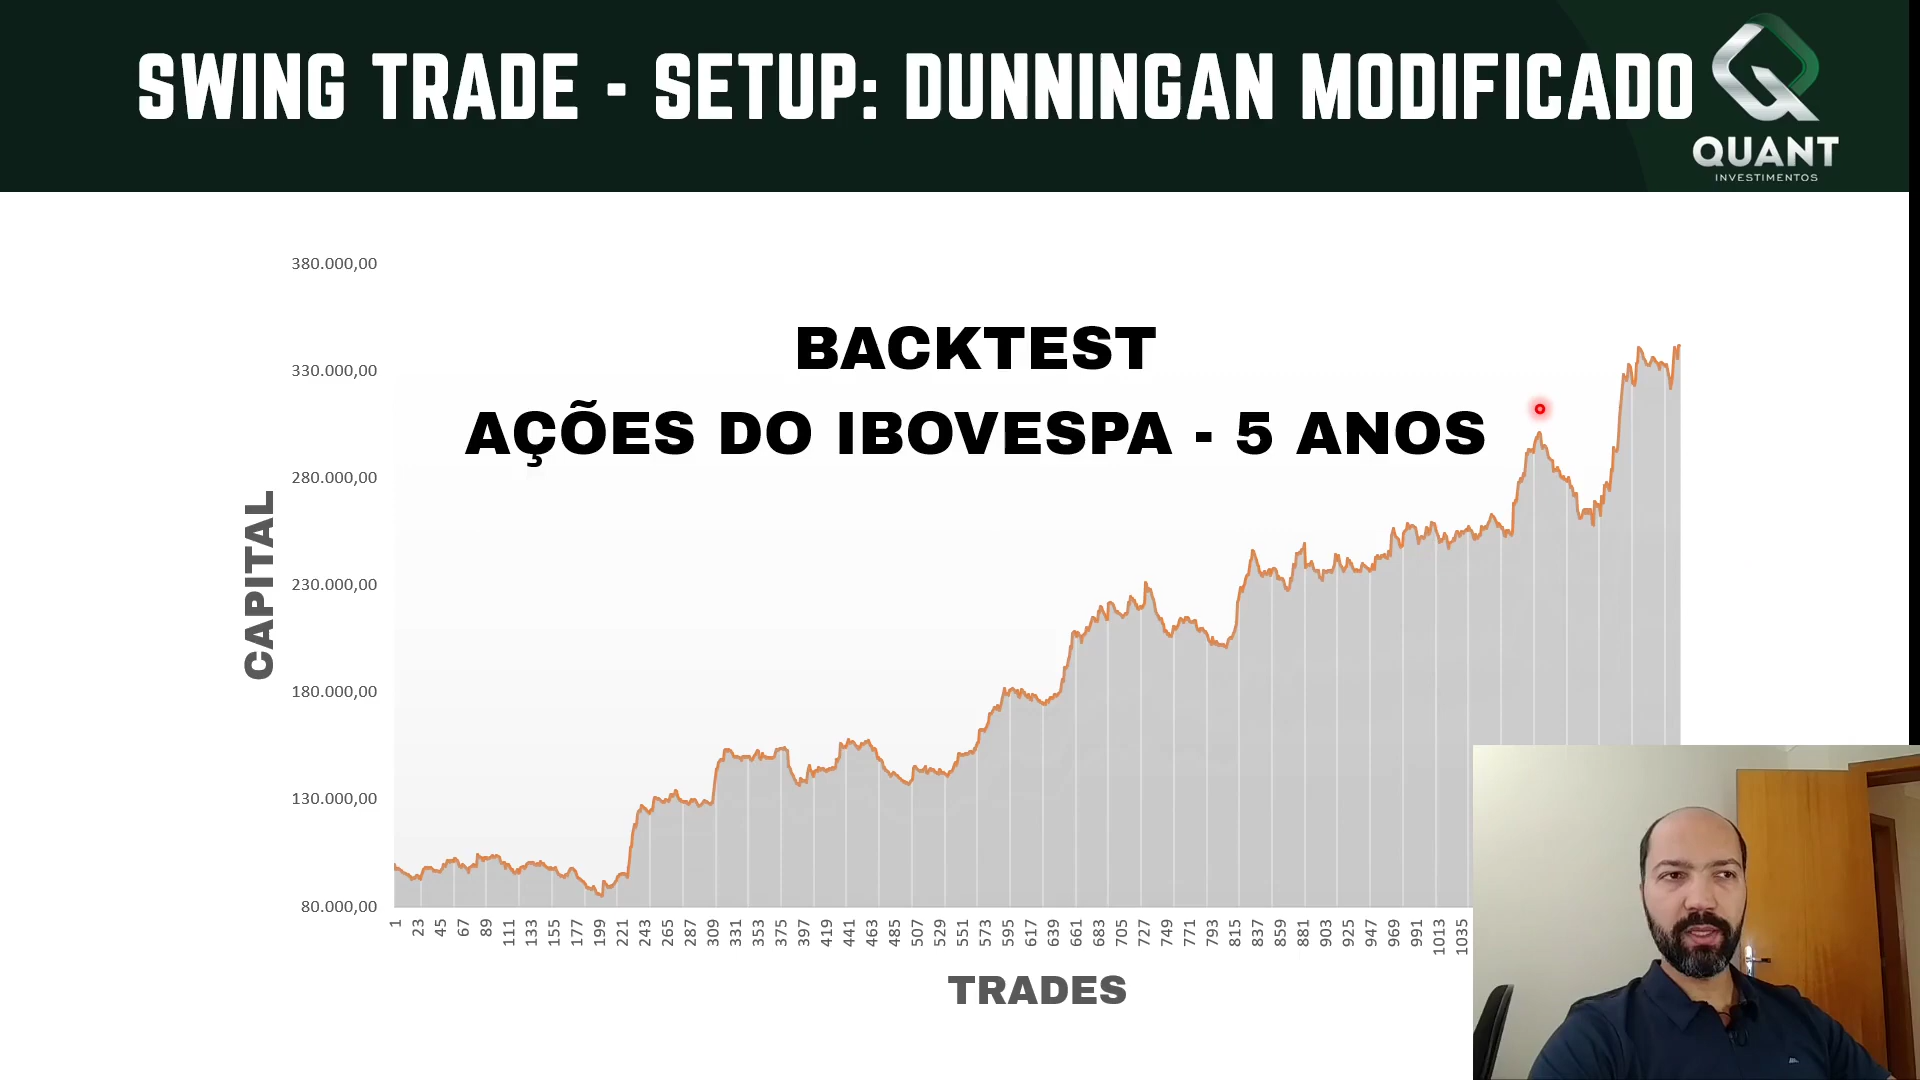 SWING TRADE - SETUP: DUNNINGAN MODIFICADO
QUANT
INVESTIMENTOS
BACKTEST
AÇÕES DO IBOVESPA - 5 ANOS
CAPITAL
380.000,00
330.000,00
280.000,00
230.000,00
180.000,00
130.000,00
80.000,00
1 23 45 67 89 111 133 155 177 199 221 243 265 287 309 331 353 375 397 419 441 463 485 507 529 551 573 595 617 639 661 683 705 727 749 771 793 815 837 859 881 903 925 947 969 991 1013 1035
TRADES